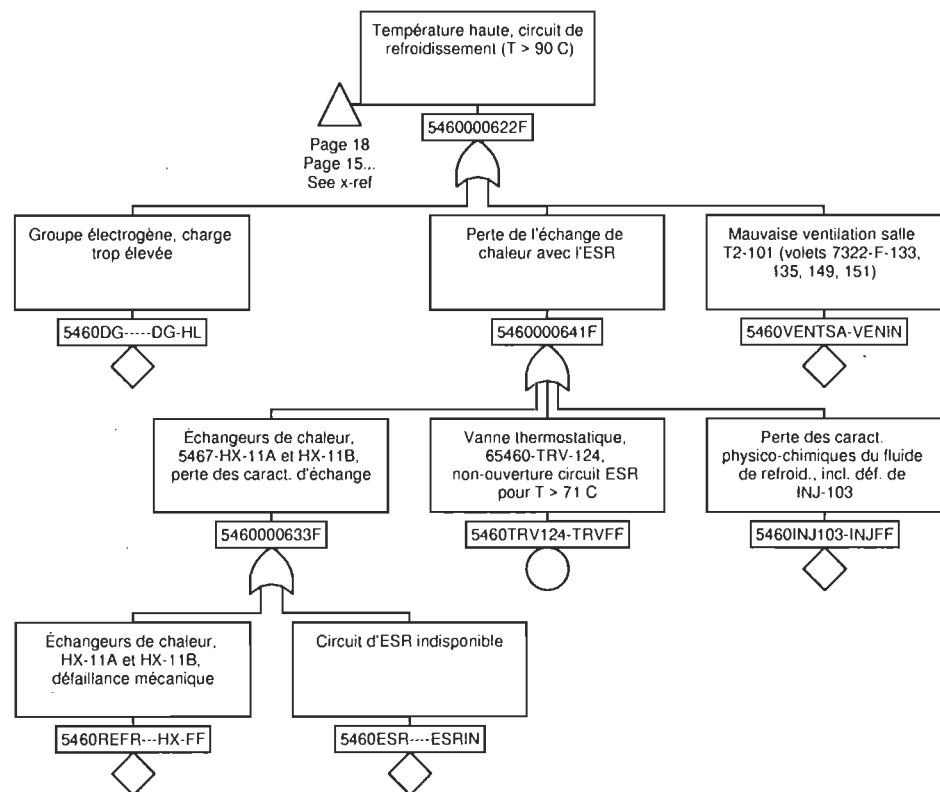 Température haute, circuit de
refroidissement (T > 90 C)
Page 18
Page 15...
See x-ref
5460000622F
Groupe électrogène, charge
trop élevée
5460DG-----DG-HL
Perte de l'échange de
chaleur avec l'ESR
5460000641F
Mauvaise ventilation salle
T2-101 (volets 7322-F-133,
135, 149, 151)
5460VENTSA-VENIN
Échangeurs de chaleur,
5467-HX-11A et HX-11B,
perte des caract. d'échange
5460000633F
Vanne thermostatique,
65460-TRV-124,
non-ouverture circuit ESR
pour T > 71 C
5460TRV124-TRVFF
Perte des caract.
physico-chimiques du fluide
de refroid., incl. déf. de
INJ-103
5460INJ103-INJFF
Échangeurs de chaleur,
HX-11A et HX-11B,
défaillance mécanique
5460REFR---HX-FF
Circuit d'ESR indisponible
5460ESR----ESRIN